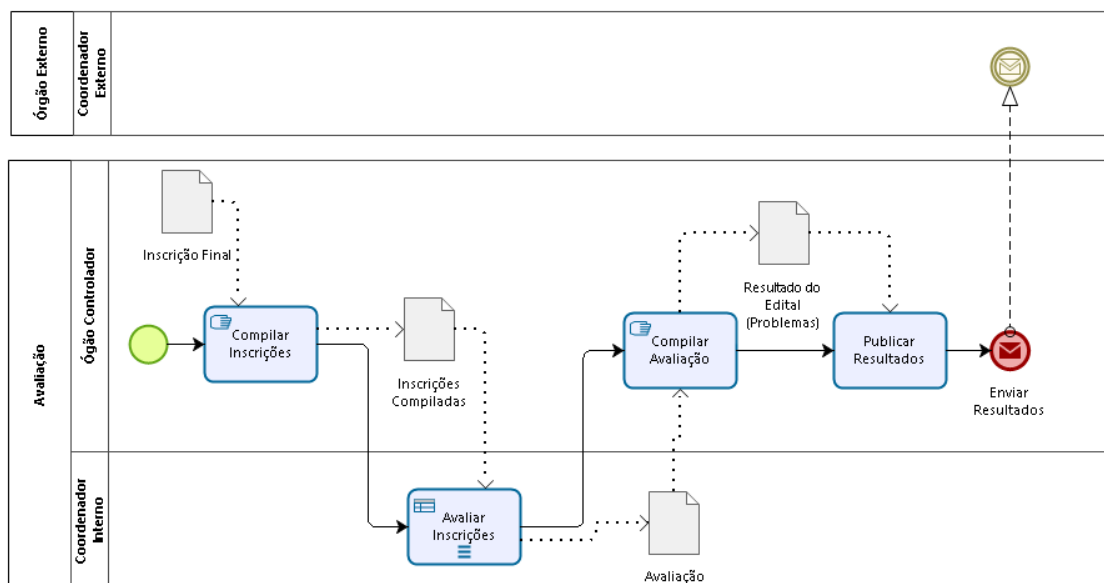 Órgão Externo
Coordenador
Externo
Avaliação
Ógão Controlador
Inscrição Final
Compilar
Inscrições
Inscrições
Compiladas
Compilar
Avaliação
Resultado do
Edital
(Problemas)
Publicar
Resultados
Enviar
Resultados
Coordenador
Interno
Avaliar
Inscrições
Avaliação